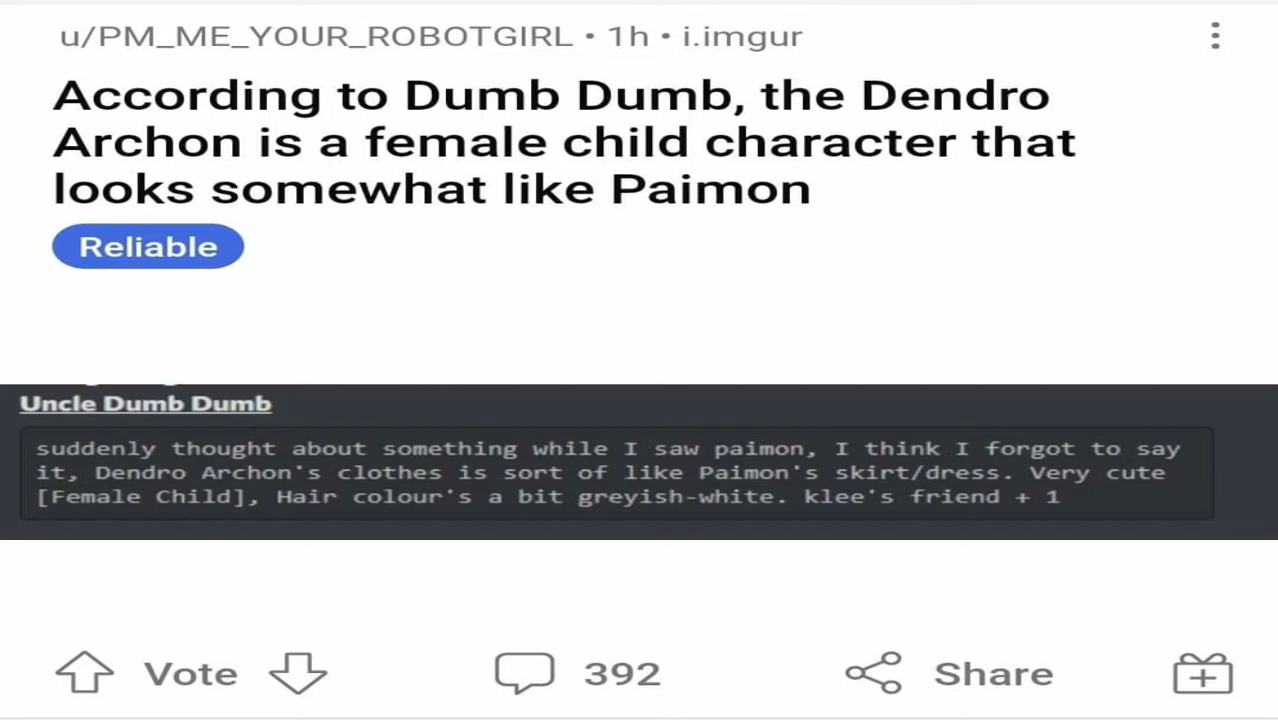 u/PM_ME_YOUR_ROBOTGIRL • 1h • i.imgur
According to Dumb Dumb, the Dendro
Archon is a female child character that
looks somewhat like Paimon
Reliable
Uncle Dumb Dumb
suddenly thought about something while I saw paimon, I think I forgot to say
it, Dendro Archon's clothes is sort of like Paimon's skirt/dress. Very cute
[Female Child], Hair colour's a bit greyish-white. klee's friend + 1
Vote 392 Share